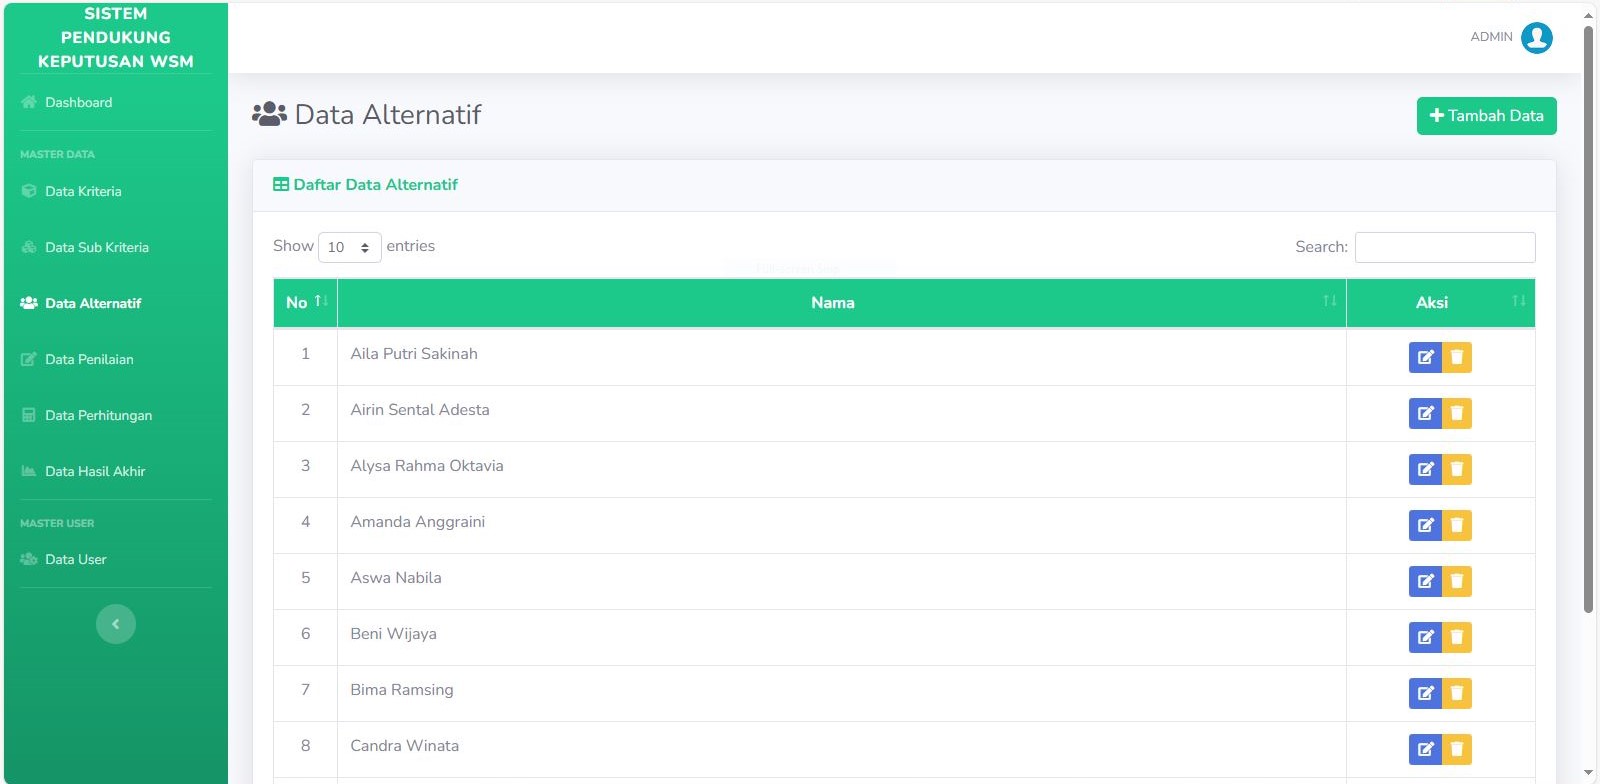 SISTEM
PENDUKUNG
KEPUTUSAN WSM
Dashboard
MASTER DATA
Data Kriteria
Data Sub Kriteria
Data Alternatif
Data Penilaian
Data Perhitungan
Data Hasil Akhir
MASTER USER
Data User
ADMIN
Data Alternatif
Tambah Data
Daftar Data Alternatif
Show 10 entries
Search:
No Nama Aksi
1 Aila Putri Sakinah
2 Airin Sental Adesta
3 Alysa Rahma Oktavia
4 Amanda Anggraini
5 Aswa Nabila
6 Beni Wijaya
7 Bima Ramsing
8 Candra Winata